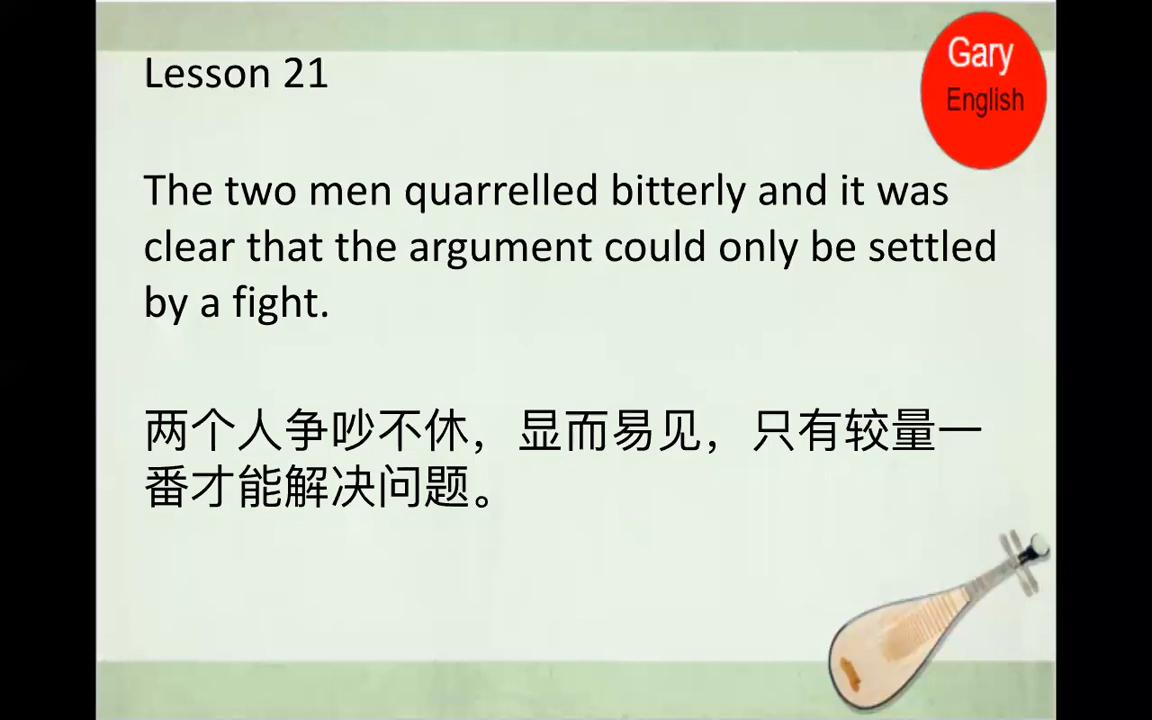 Lesson 21
Gary
English
The two men quarrelled bitterly and it was
clear that the argument could only be settled
by a fight.
两个人争吵不休，显而易见，只有较量一
番才能解决问题。